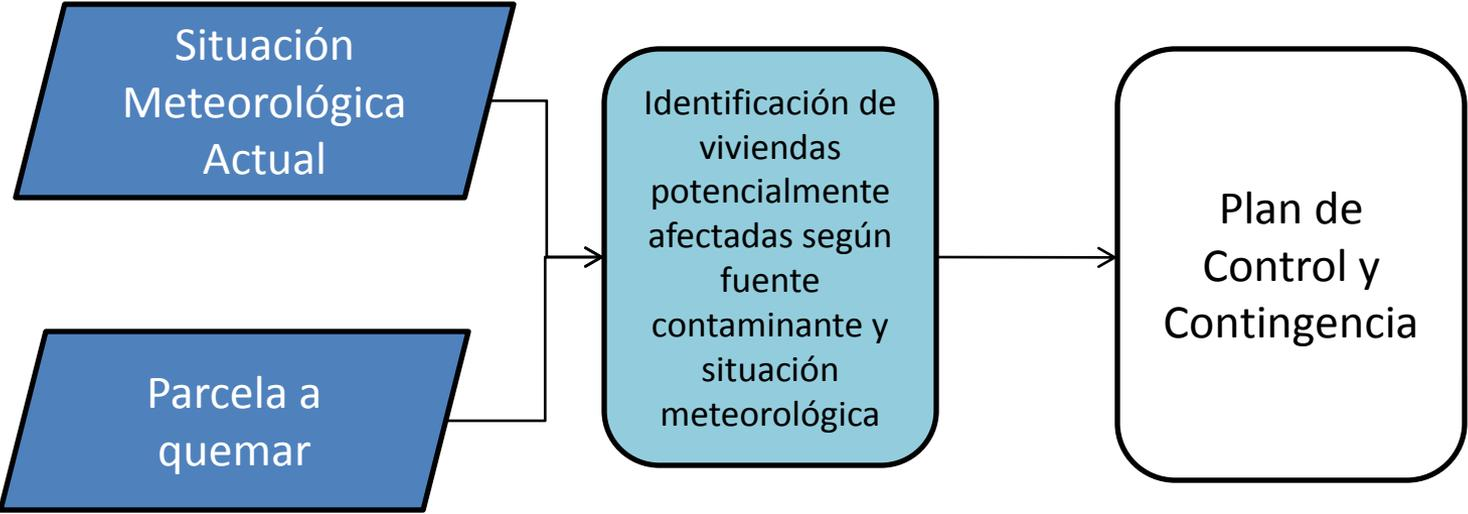 Situación
Meteorológica
Actual
Parcela a
quemar
Identificación de
viviendas
potencialmente
afectadas según
fuente
contaminante y
situación
meteorológica
Plan de
Control y
Contingencia